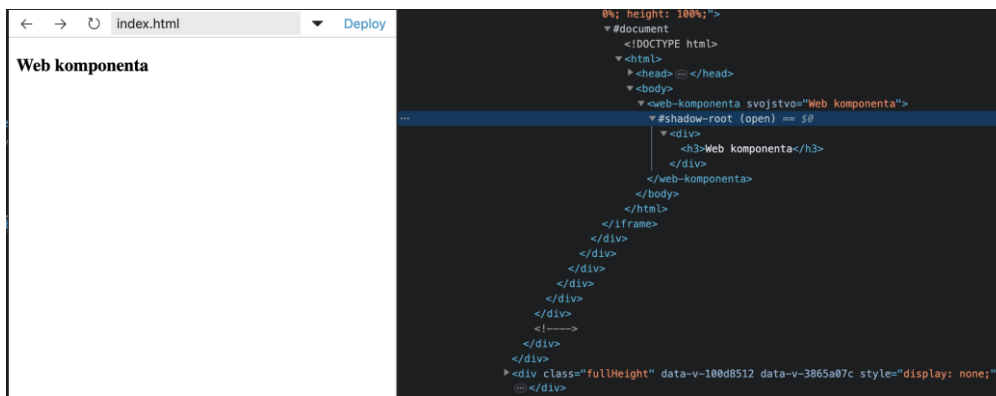 index.html
Deploy
Web komponenta
0%; height: 100%;">
#document
<!DOCTYPE html>
<html>
<head>…</head>
<body>
<web-komponenta svojstvo="Web komponenta">
… #shadow-root (open) == $0
<div>
<h3>Web komponenta</h3>
</div>
</web-komponenta>
</body>
</html>
</iframe>
</div>
</div>
</div>
</div>
</div>
</div>
<!---->
</div>
</div>
<div class="fullHeight" data-v-100d8512 data-v-3865a07c style="display: none;"
…</div>